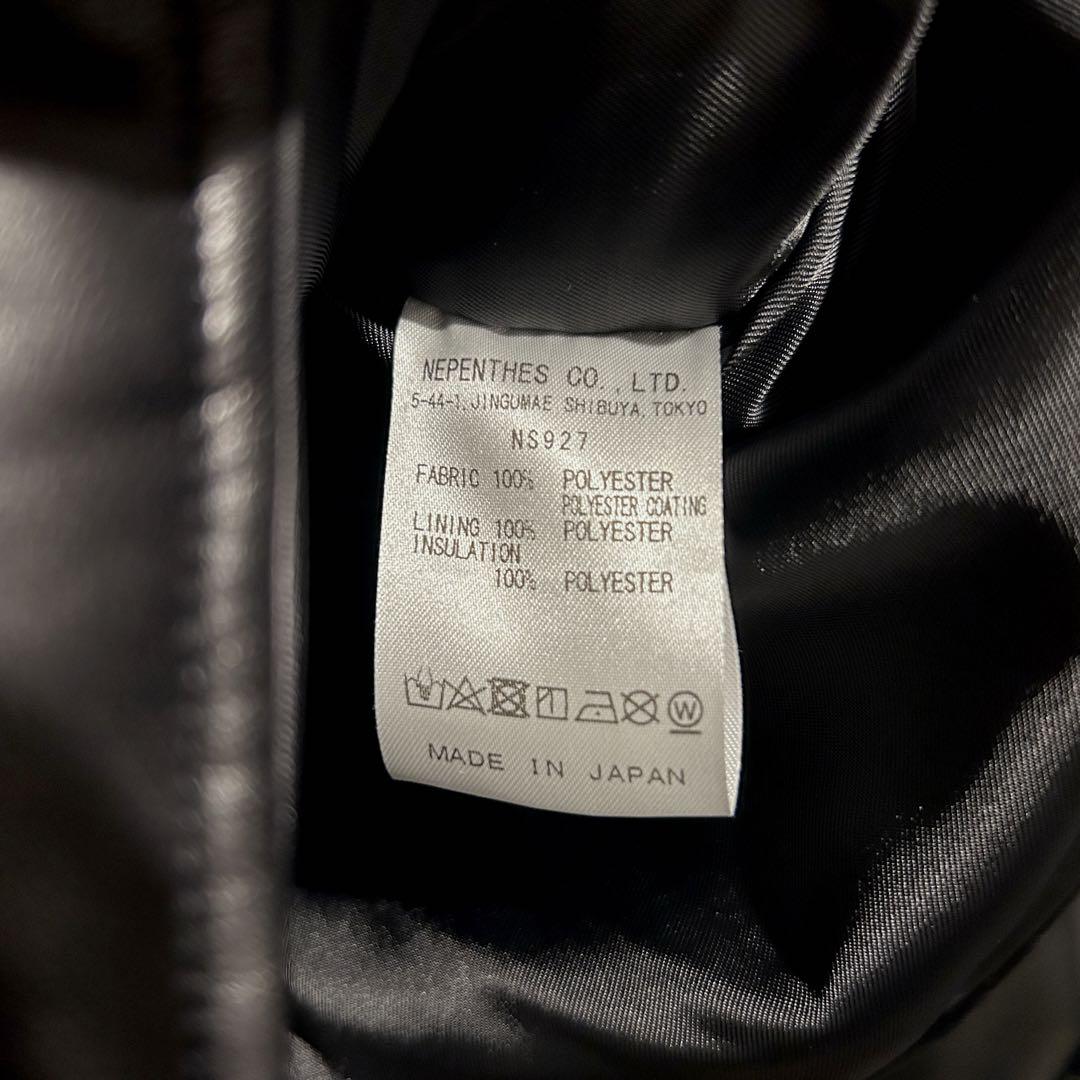 NEPENTHES CO.,LTD.
5-44-1, JINGUMAE SHIBUYA, TOKYO
NS927
FABRIC 100% POLYESTER
POLYESTER COATING
LINING 100% POLYESTER
INSULATION
100% POLYESTER
W
MADE IN JAPAN